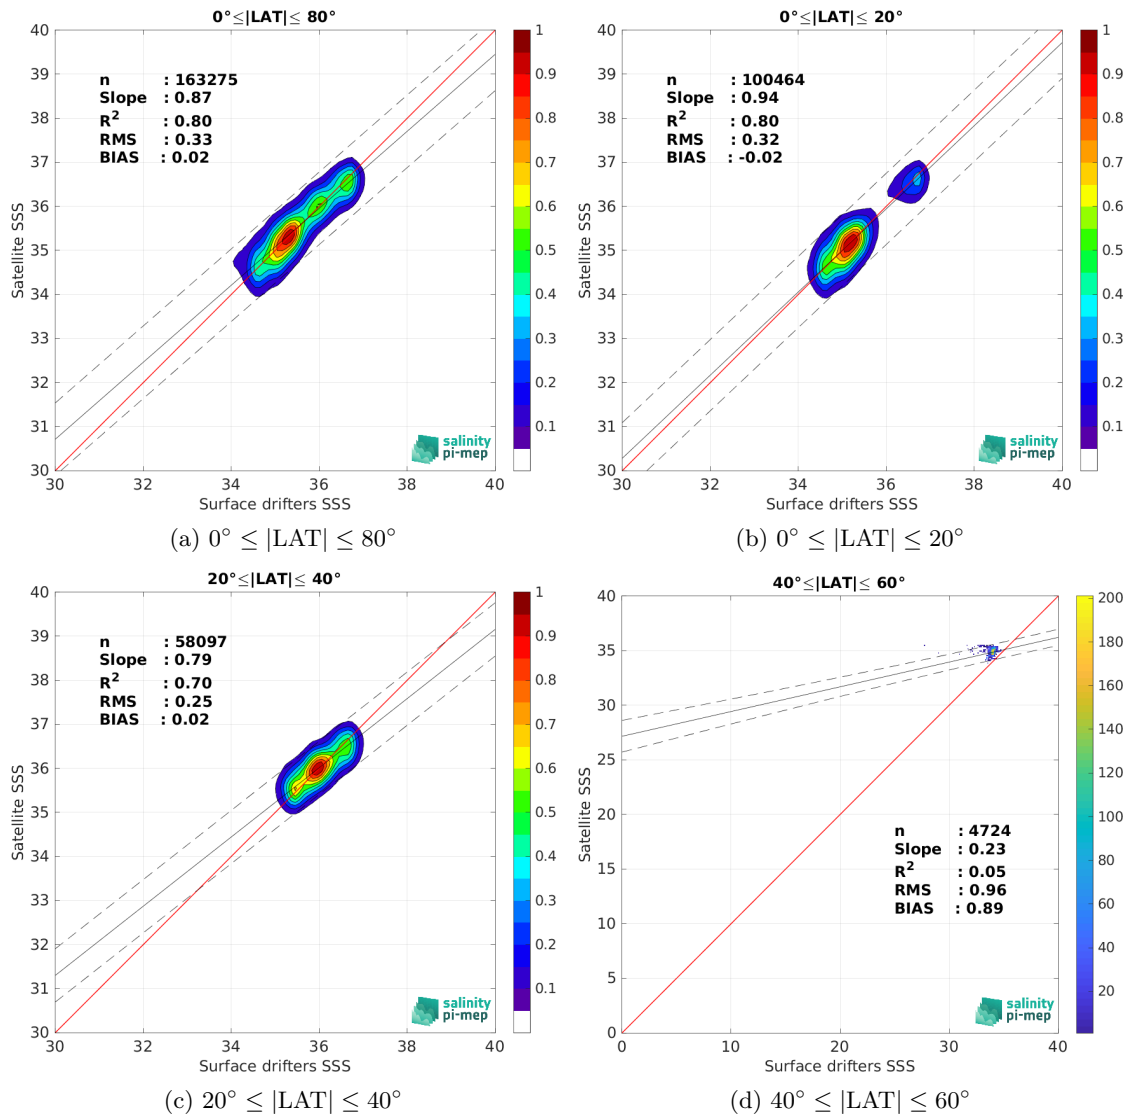 0°≤|LAT|≤ 80°
40
39
38
37
36
35
34
33
32
31
30
Satellite SSS
n : 163275
Slope : 0.87
R2 : 0.80
RMS : 0.33
BIAS : 0.02
salinity
pi-mep
30 32 34 36 38 40
Surface drifters SSS
1
0.9
0.8
0.7
0.6
0.5
0.4
0.3
0.2
0.1
(a) 0° ≤ |LAT| ≤ 80°
0°≤|LAT|≤ 20°
40
39
38
37
36
35
34
33
32
31
30
Satellite SSS
n : 100464
Slope : 0.94
R2 : 0.80
RMS : 0.32
BIAS : -0.02
salinity
pi-mep
30 32 34 36 38 40
Surface drifters SSS
1
0.9
0.8
0.7
0.6
0.5
0.4
0.3
0.2
0.1
(b) 0° ≤ |LAT| ≤ 20°
20°≤|LAT|≤ 40°
40
39
38
37
36
35
34
33
32
31
30
Satellite SSS
n : 58097
Slope : 0.79
R2 : 0.70
RMS : 0.25
BIAS : 0.02
salinity
pi-mep
30 32 34 36 38 40
Surface drifters SSS
1
0.9
0.8
0.7
0.6
0.5
0.4
0.3
0.2
0.1
(c) 20° ≤ |LAT| ≤ 40°
40°≤|LAT|≤ 60°
40
35
30
25
20
15
10
5
0
Satellite SSS
n : 4724
Slope : 0.23
R2 : 0.05
RMS : 0.96
BIAS : 0.89
salinity
pi-mep
0 10 20 30 40
Surface drifters SSS
200
180
160
140
120
100
80
60
40
20
(d) 40° ≤ |LAT| ≤ 60°